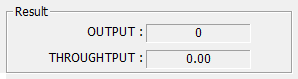 Result
OUTPUT : 0
THROUGHTPUT : 0.00